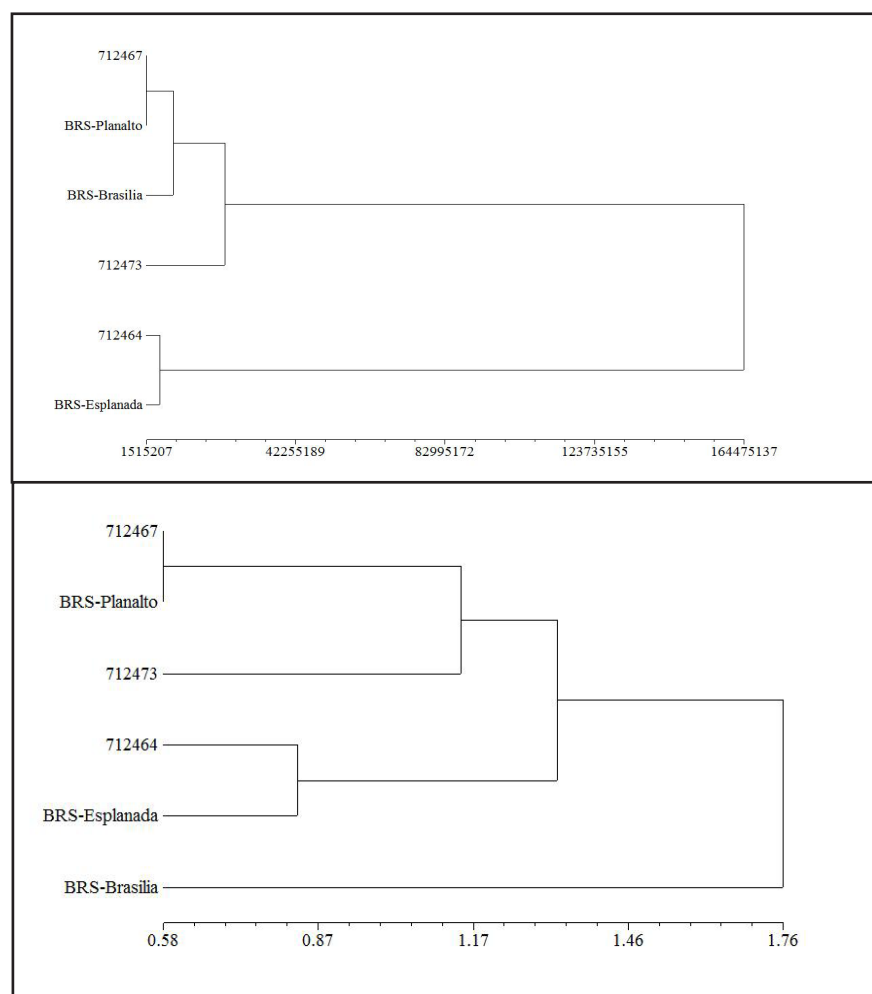 712467
BRS-Planalto
BRS-Brasilia
712473
712464
BRS-Esplanada
1515207 42255189 82995172 123735155 164475137
712467
BRS-Planalto
712473
712464
BRS-Esplanada
BRS-Brasilia
0.58 0.87 1.17 1.46 1.76